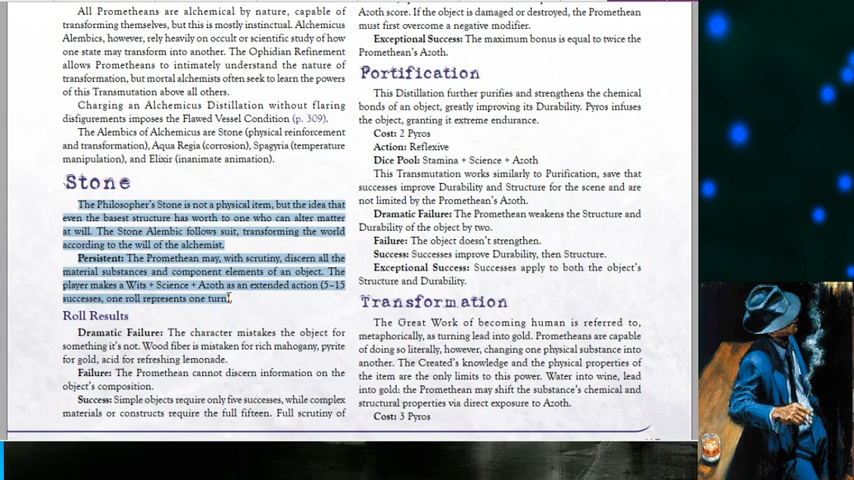 All Prometheans are alchemical by nature, capable of
transforming themselves, but this is mostly instinctual. Alchemicus
Alembics, however, rely heavily on occult or scientific study of how
one state may transform into another. The Ophidian Refinement
allows Prometheans to intimately understand the nature of
transformation, but mortal alchemists often seek to learn the powers
of this Transmutation above all others.
Charging an Alchemicus Distillation without flaring
disfigurements imposes the Flawed Vessel Condition (p. 309).
The Alembics of Alchemicus are Stone (physical reinforcement
and transformation), Aqua Regia (corrosion), Spagyria (temperature
manipulation), and Elixir (inanimate animation).
Stone
The Philosopher's Stone is not a physical item, but the idea that
even the basest structure has worth to one who can alter matter
at will. The Stone Alembic follows suit, transforming the world
according to the will of the alchemist.
Persistent: The Promethean may, with scrutiny, discern all the
material substances and component elements of an object. The
player makes a Wits + Science + Azoth as an extended action (5–15
successes, one roll represents one turn).
Roll Results
Dramatic Failure: The character mistakes the object for
something it's not. Wood fiber is mistaken for rich mahogany, pyrite
for gold, acid for refreshing lemonade.
Failure: The Promethean cannot discern information on the
object's composition.
Success: Simple objects require only five successes, while complex
materials or constructs require the full fifteen. Full scrutiny of
Azoth score. If the object is damaged or destroyed, the Promethean
must first overcome a negative modifier.
Exceptional Success: The maximum bonus is equal to twice the
Promethean's Azoth.
Fortification
This Distillation further purifies and strengthens the chemical
bonds of an object, greatly improving its Durability. Pyros infuses
the object, granting it extreme endurance.
Cost: 2 Pyros
Action: Reflexive
Dice Pool: Stamina + Science + Azoth
This Transmutation works similarly to Purification, save that
successes improve Durability and Structure for the scene and are
not limited by the Promethean's Azoth.
Dramatic Failure: The Promethean weakens the Structure and
Durability of the object by two.
Failure: The object doesn't strengthen.
Success: Successes improve Durability, then Structure.
Exceptional Success: Successes apply to both the object's
Structure and Durability.
Transformation
The Great Work of becoming human is referred to,
metaphorically, as turning lead into gold. Prometheans are capable
of doing so literally, however, changing one physical substance into
another. The Created's knowledge and the physical properties of
the item are the only limits to this power. Water into wine, lead
into gold: the Promethean may shift the substance's chemical and
structural properties via direct exposure to Azoth.
Cost: 3 Pyros